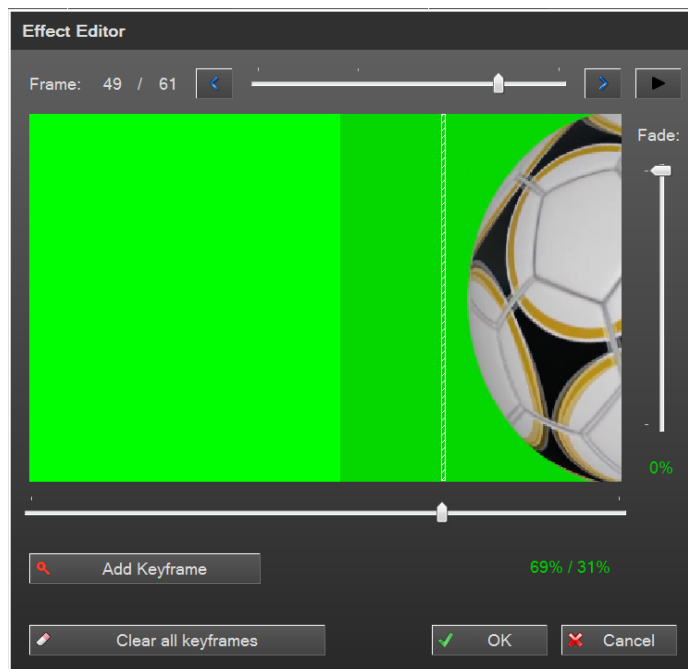 Effect Editor
Frame: 49 / 61
Fade:
0%
Add Keyframe 69% / 31%
Clear all keyframes OK Cancel